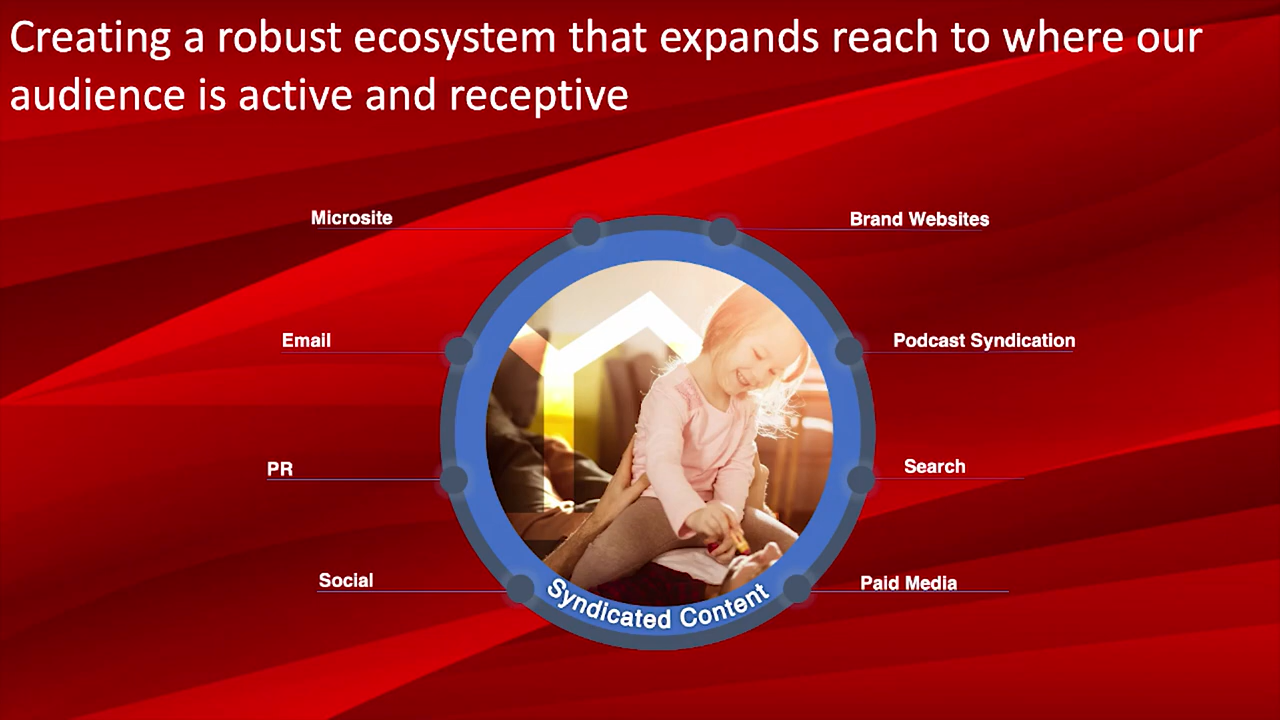 Creating a robust ecosystem that expands reach to where our
audience is active and receptive
Microsite
Brand Websites
Email
Podcast Syndication
PR
Search
Social
Paid Media
Syndicated Content